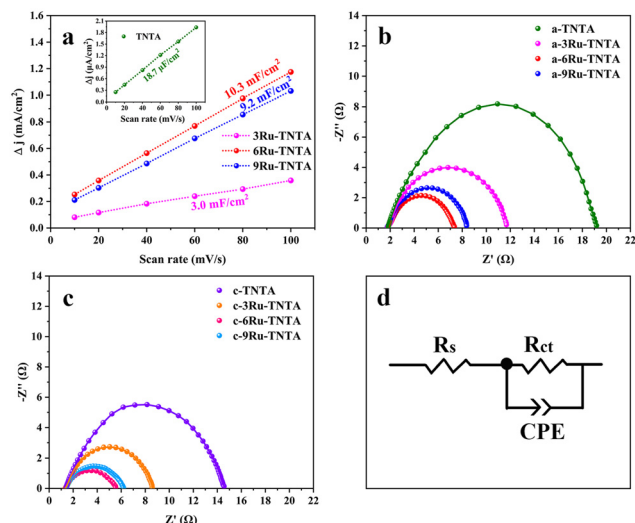 a
TNTA
Δj (μA/cm²)
2.1
1.8
1.5
1.2
0.9
0.6
0.3
0.0
18.7 μF/cm²
0 20 40 60 80 100
Scan rate (mV/s)
Δ j (mA/cm²)
1.6
1.4
1.2
1.0
0.8
0.6
0.4
0.2
0.0
10.3 mF/cm²
9.2 mF/cm²
3Ru-TNTA
6Ru-TNTA
9Ru-TNTA
3.0 mF/cm²
0 20 40 60 80 100
Scan rate (mV/s)
b
a-TNTA
a-3Ru-TNTA
a-6Ru-TNTA
a-9Ru-TNTA
-Z'' (Ω)
14
12
10
8
6
4
2
0
0 2 4 6 8 10 12 14 16 18 20 22
Z' (Ω)
c
c-TNTA
c-3Ru-TNTA
c-6Ru-TNTA
c-9Ru-TNTA
-Z'' (Ω)
14
12
10
8
6
4
2
0
0 2 4 6 8 10 12 14 16 18 20 22
Z' (Ω)
d
Rs Rct
CPE